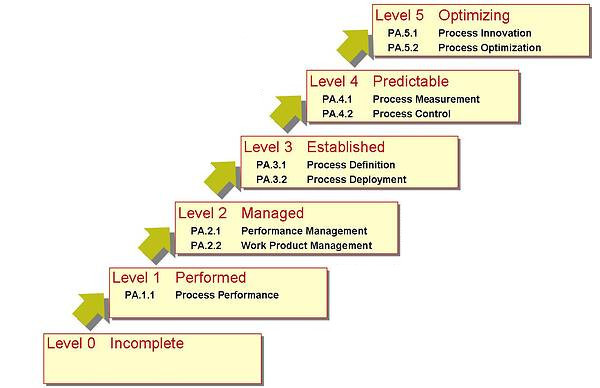 Level 5 Optimizing
PA.5.1 Process Innovation
PA.5.2 Process Optimization
Level 4 Predictable
PA.4.1 Process Measurement
PA.4.2 Process Control
Level 3 Established
PA.3.1 Process Definition
PA.3.2 Process Deployment
Level 2 Managed
PA.2.1 Performance Management
PA.2.2 Work Product Management
Level 1 Performed
PA.1.1 Process Performance
Level 0 Incomplete